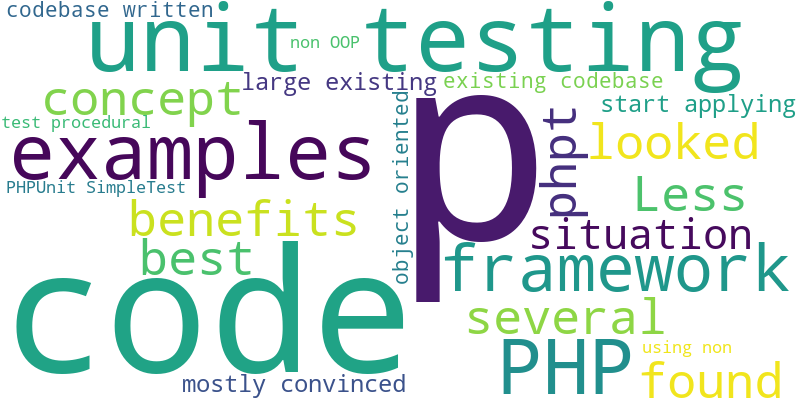 codebase written
unit testing
non OOP
large existing
existing codebase
concept
start applying
test procedural
examples
object oriented
p
phpt
looked
PHPUnit SimpleTest
Less
benefits
situation
best
framework
code
several
PHP
using non
found
mostly convinced